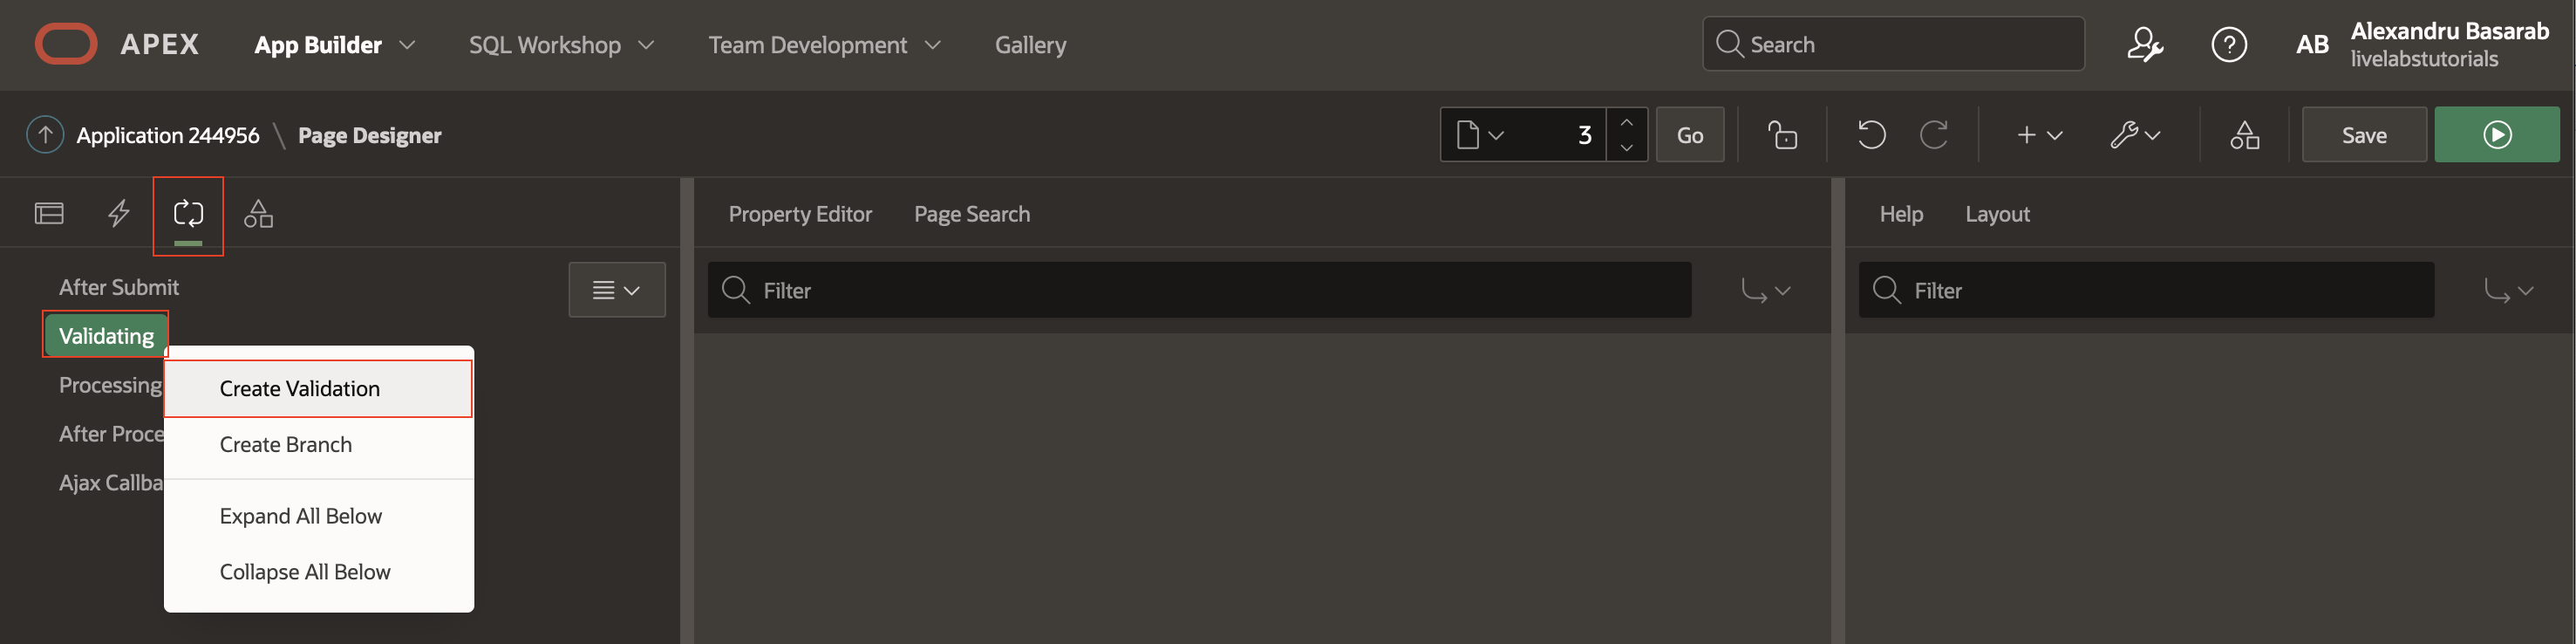 APEX App Builder SQL Workshop Team Development Gallery Search AB Alexandru Basarab
livelabstutorials
Application 244956 \ Page Designer 3 Go Save
Property Editor Page Search Help Layout
After Submit Filter Filter
Validating
Processing
After Proce
Ajax Callba
Create Validation
Create Branch
Expand All Below
Collapse All Below